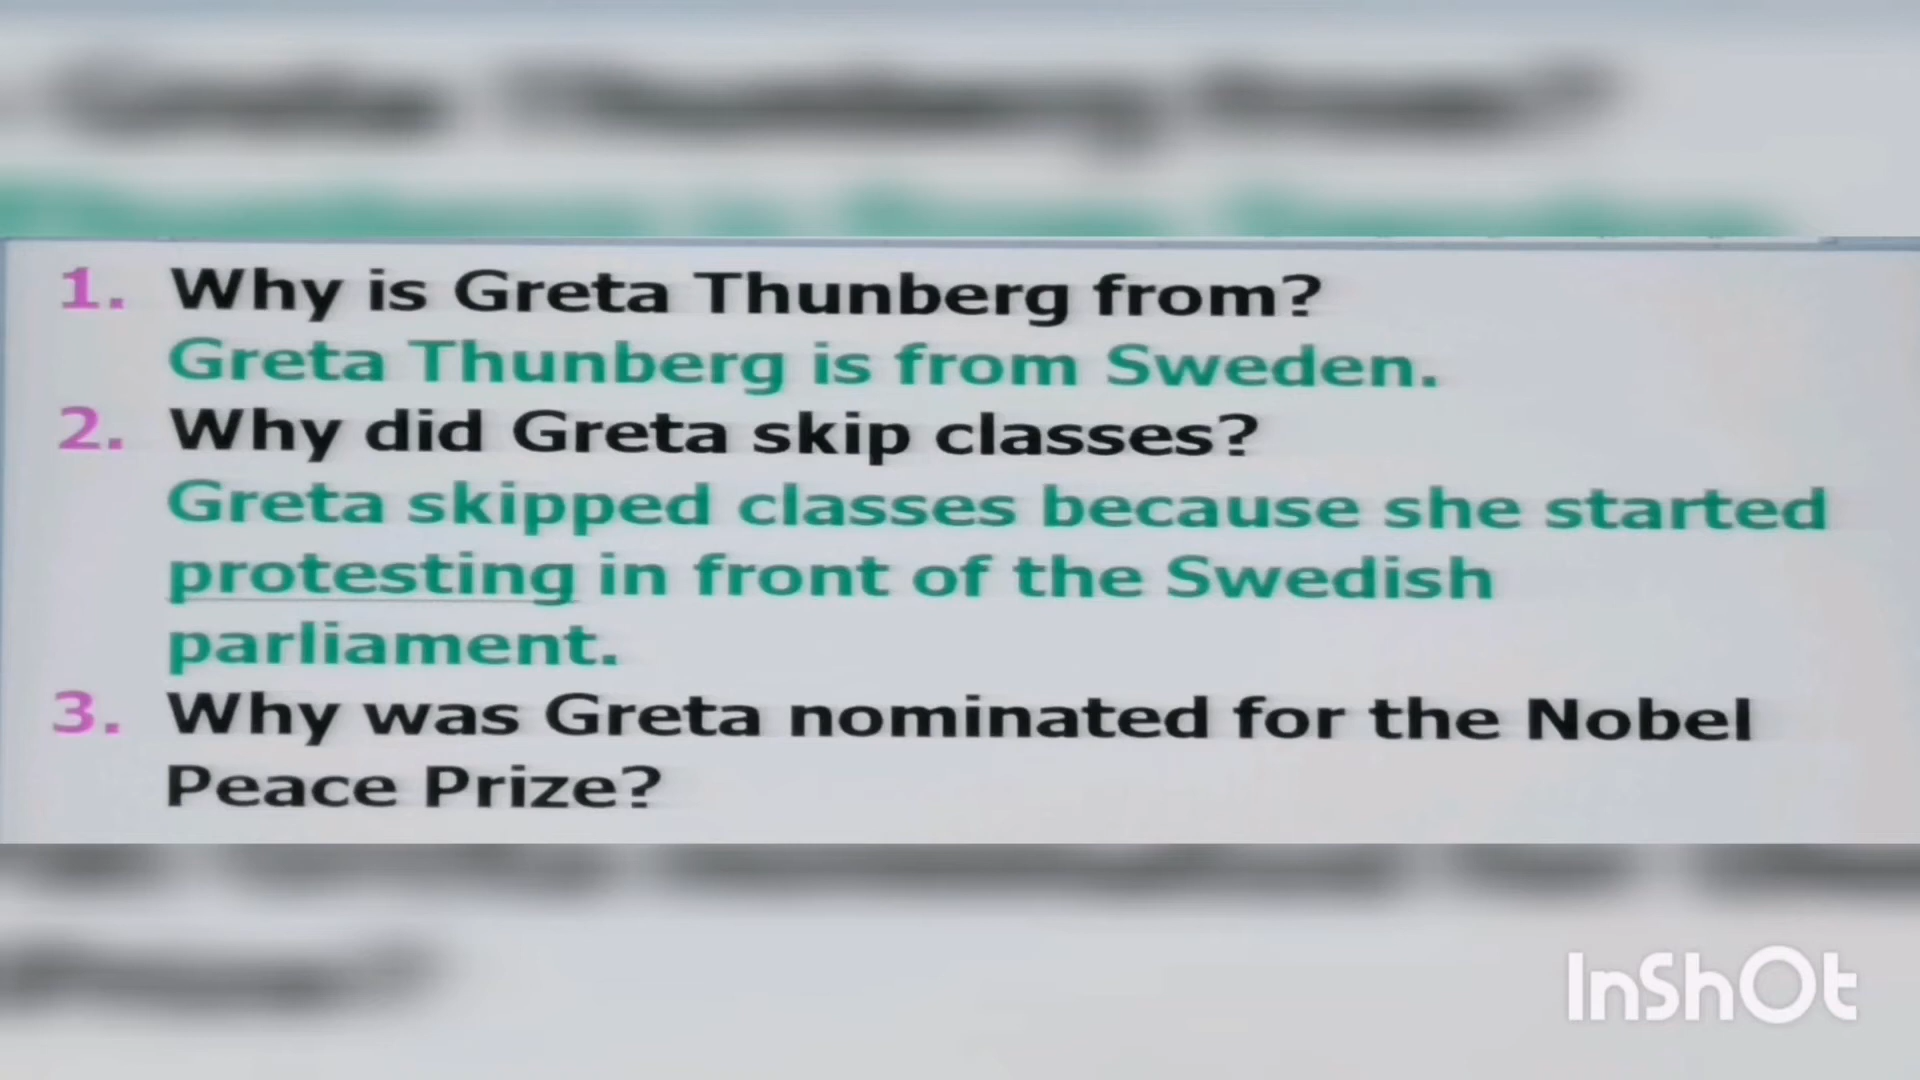 1. Why is Greta Thunberg from?
Greta Thunberg is from Sweden.
2. Why did Greta skip classes?
Greta skipped classes because she started
protesting in front of the Swedish
parliament.
3. Why was Greta nominated for the Nobel
Peace Prize?
InShOt